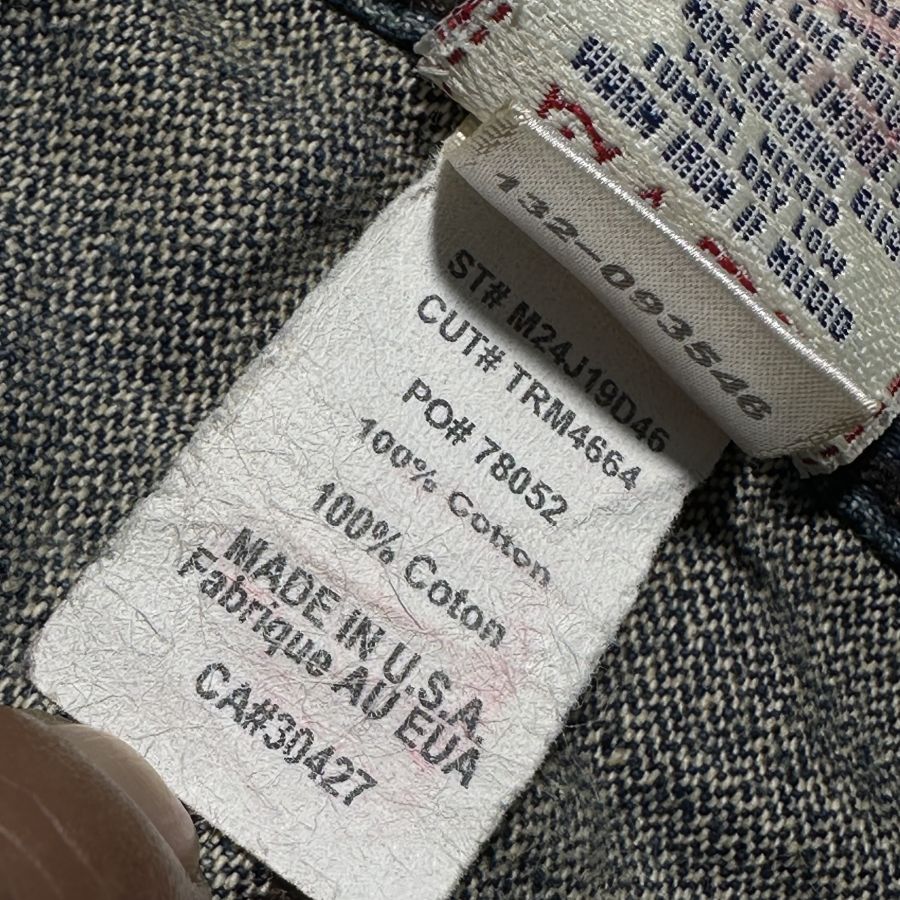 WARM IRON IF NEEDED
TUMBLE DRY LOW
132-093546
ST# M24J19D46
CUT# TRM4664
PO# 78052
100% Cotton
100% Coton
MADE IN U.S.A.
Fabrique AU EUA
CA#30427